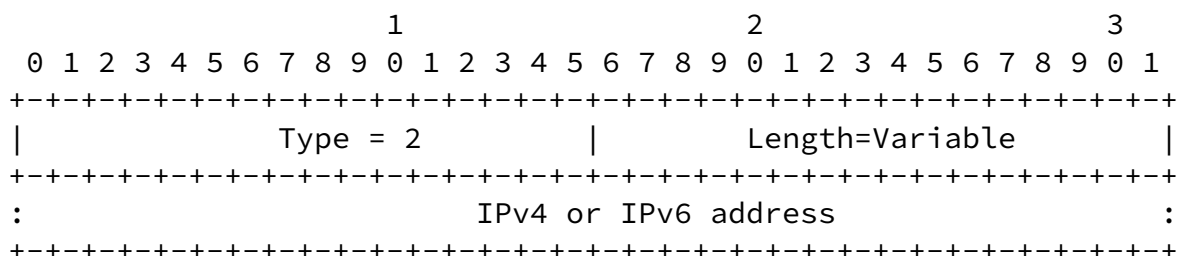 1                   2                   3
 0 1 2 3 4 5 6 7 8 9 0 1 2 3 4 5 6 7 8 9 0 1 2 3 4 5 6 7 8 9 0 1
+-+-+-+-+-+-+-+-+-+-+-+-+-+-+-+-+-+-+-+-+-+-+-+-+-+-+-+-+-+-+-+-+
|              Type = 2         |        Length=Variable        |
+-+-+-+-+-+-+-+-+-+-+-+-+-+-+-+-+-+-+-+-+-+-+-+-+-+-+-+-+-+-+-+-+
:                         IPv4 or IPv6 address                  :
+-+-+-+-+-+-+-+-+-+-+-+-+-+-+-+-+-+-+-+-+-+-+-+-+-+-+-+-+-+-+-+-+